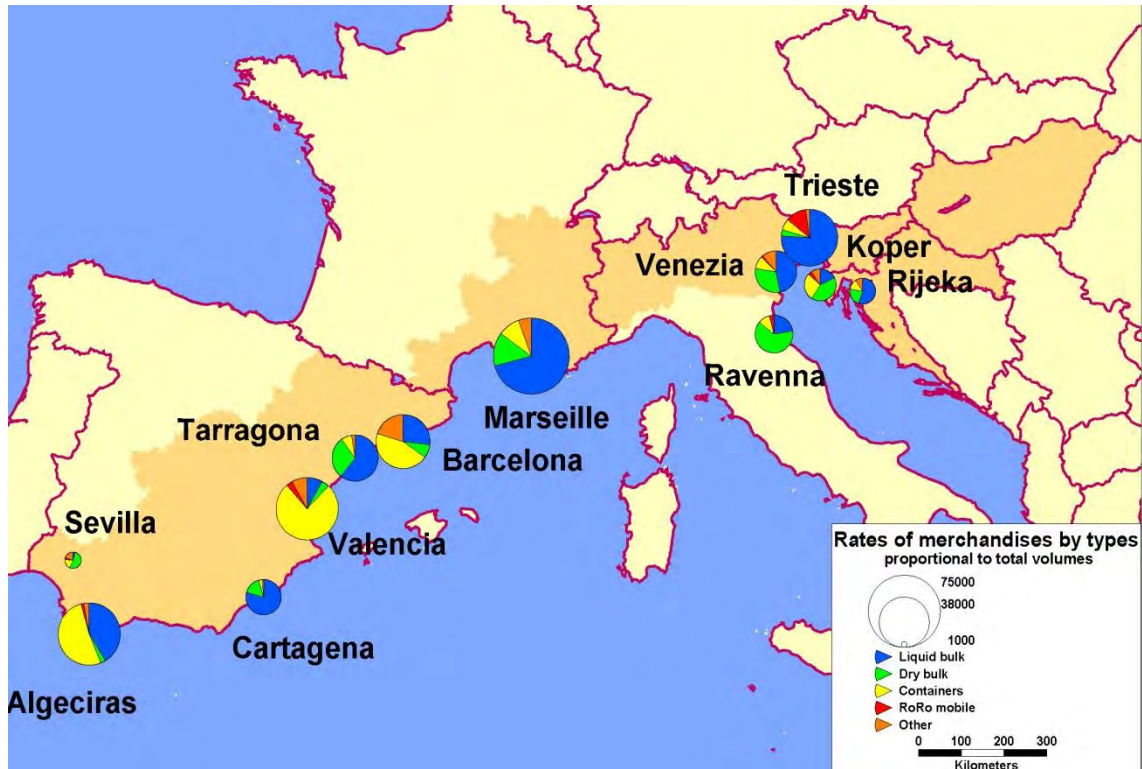 Trieste
Koper
Venezia
Rijeka
Ravenna
Marseille
Tarragona
Barcelona
Sevilla
Valencia
Cartagena
Algeciras
Rates of merchandises by types
proportional to total volumes
75000
38000
1000
Liquid bulk
Dry bulk
Containers
RoRo mobile
Other
0 100 200 300
Kilometers